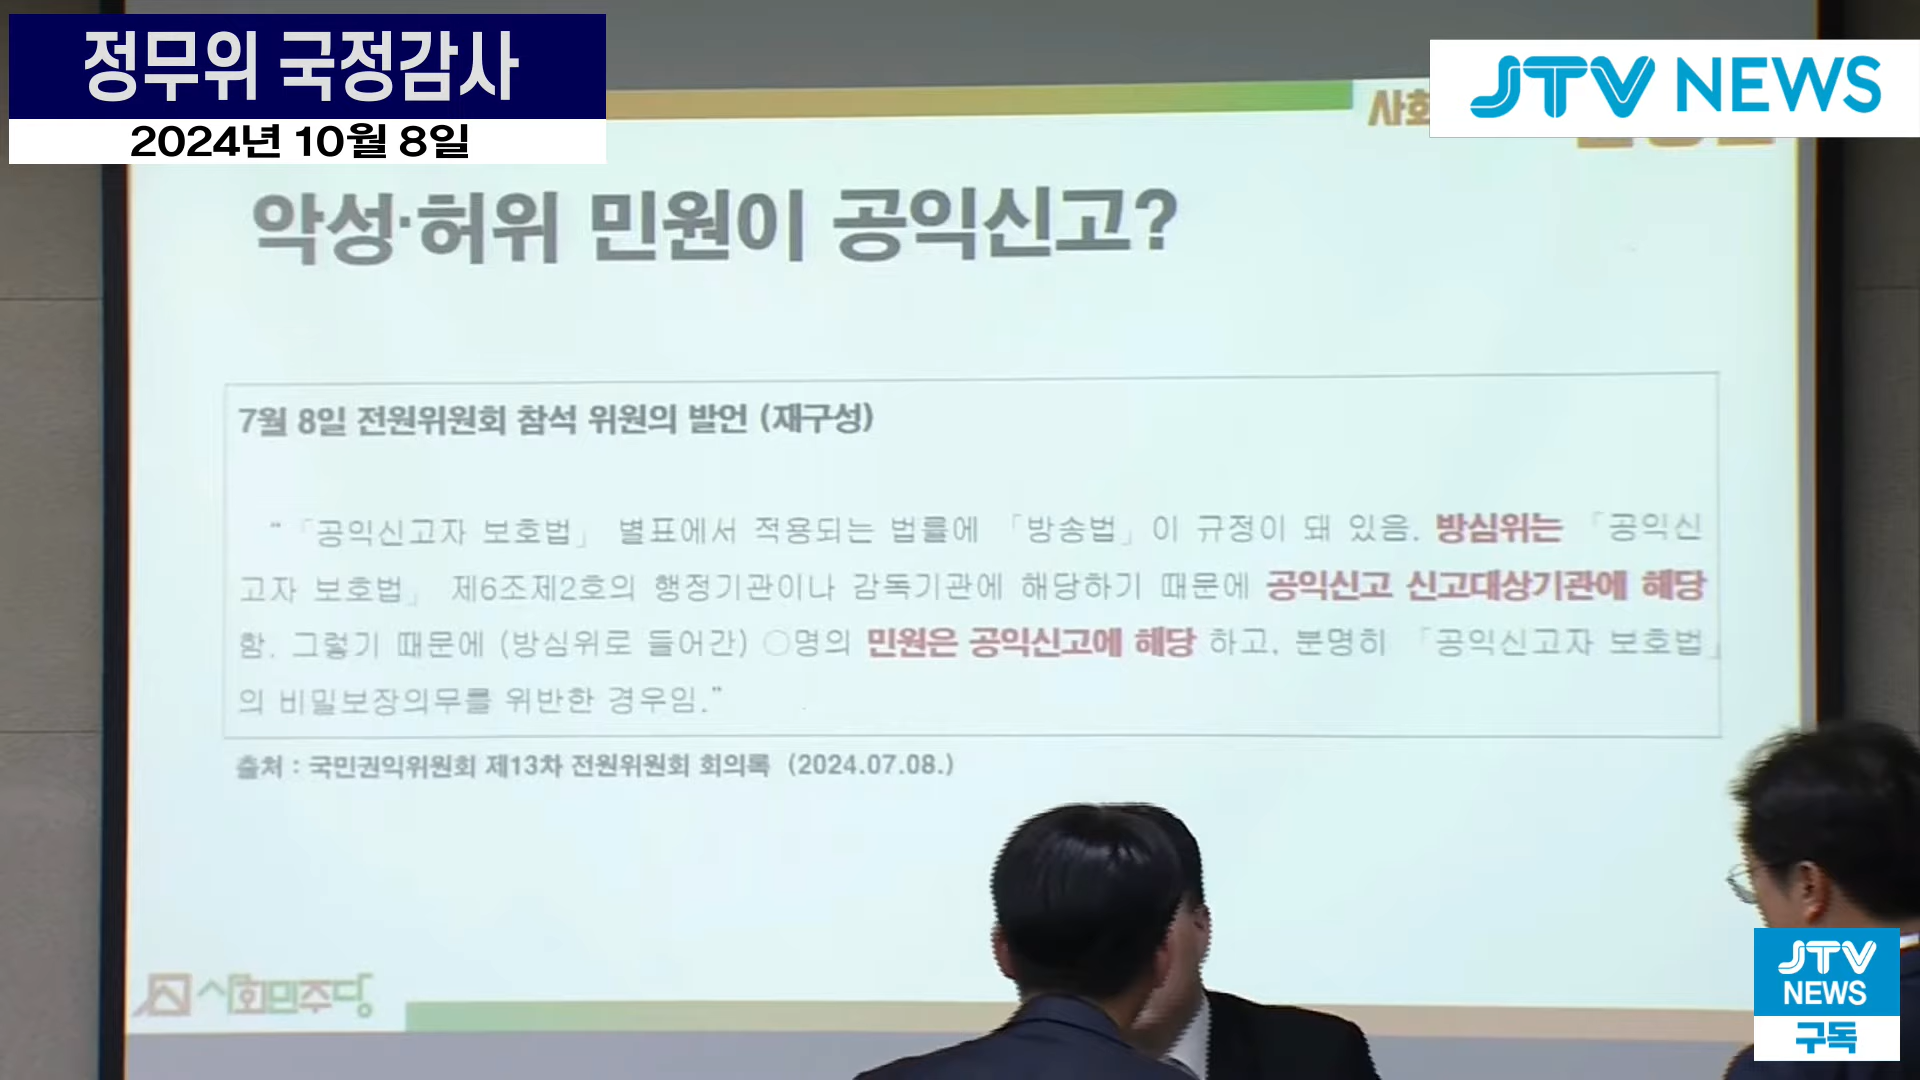 정무위 국정감사
2024년 10월 8일
JTV NEWS
악성·허위 민원이 공익신고?
7월 8일 전원위원회 참석 위원의 발언 (재구성)
“「공익신고자 보호법」 별표에서 적용되는 법률에 「방송법」이 규정이 돼 있음. 방심위는 「공익신
고자 보호법」 제6조제2호의 행정기관이나 감독기관에 해당하기 때문에 공익신고 신고대상기관에 해당
함. 그렇기 때문에 (방심위로 들어간) ○명의 민원은 공익신고에 해당 하고, 분명히 「공익신고자 보호법」
의 비밀보장의무를 위반한 경우임.”
출처 : 국민권익위원회 제13차 전원위원회 회의록 (2024.07.08.)
사회민주당
JTV
NEWS
구독